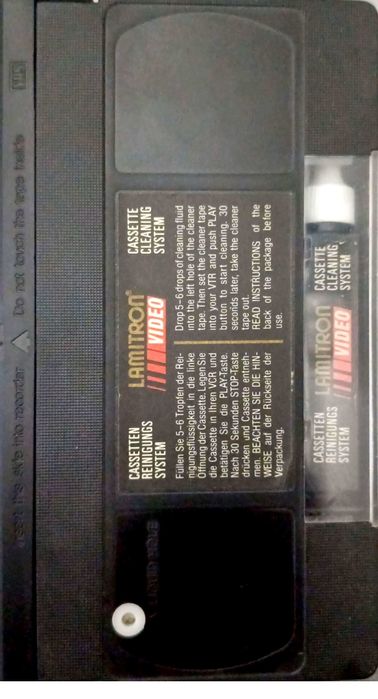 CASSETTEN
REINIGUNGS
SYSTEM
LAMITRON®
VIDEO
CASSETTE
CLEANING
SYSTEM
Füllen Sie 5–6 Tropfen der Rei-
nigungsflüssigkeit in die linke
Öffnung der Cassette. Legen Sie
die Cassette in Ihren VCR und
betätigen Sie die PLAY-Taste.
Nach 30 Sekunden STOP-Taste
drücken und Cassette entneh-
men. BEACHTEN SIE DIE HIN-
WEISE auf der Rückseite der
Verpackung.
Drop 5–6 drops of cleaning fluid
into the left hole of the cleaner
tape. Then set the cleaner tape
into your VTR and push PLAY
button to start cleaning. 30
seconds later, take the cleaner
tape out.
READ INSTRUCTIONS of the
back of the package before
use.
CASSETTEN
REINIGUNGS
SYSTEM
LAMITRON
VIDEO
CASSETTE
CLEANING
SYSTEM
Insert this side into recorder
Do not touch the tape inside